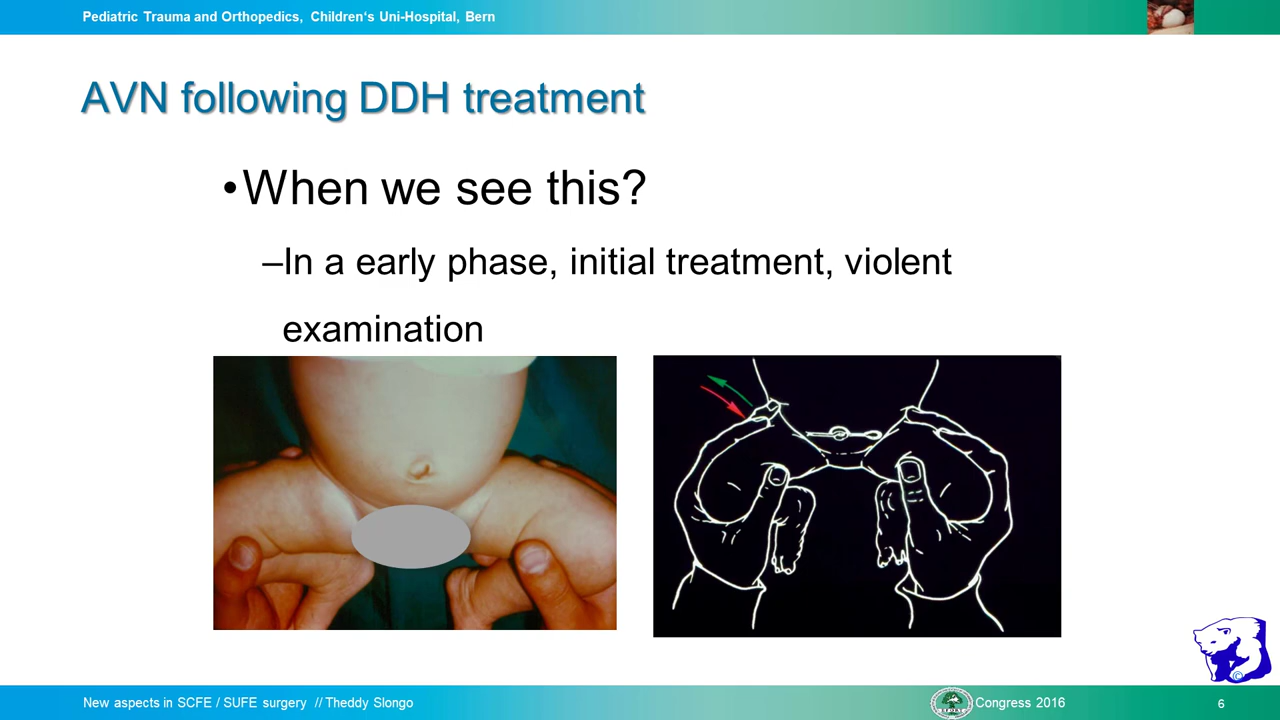 Pediatric Trauma and Orthopedics, Children‘s Uni-Hospital, Bern
AVN following DDH treatment
•When we see this?
–In a early phase, initial treatment, violent
examination
©
New aspects in SCFE / SUFE surgery // Theddy Slongo
Congress 2016
6